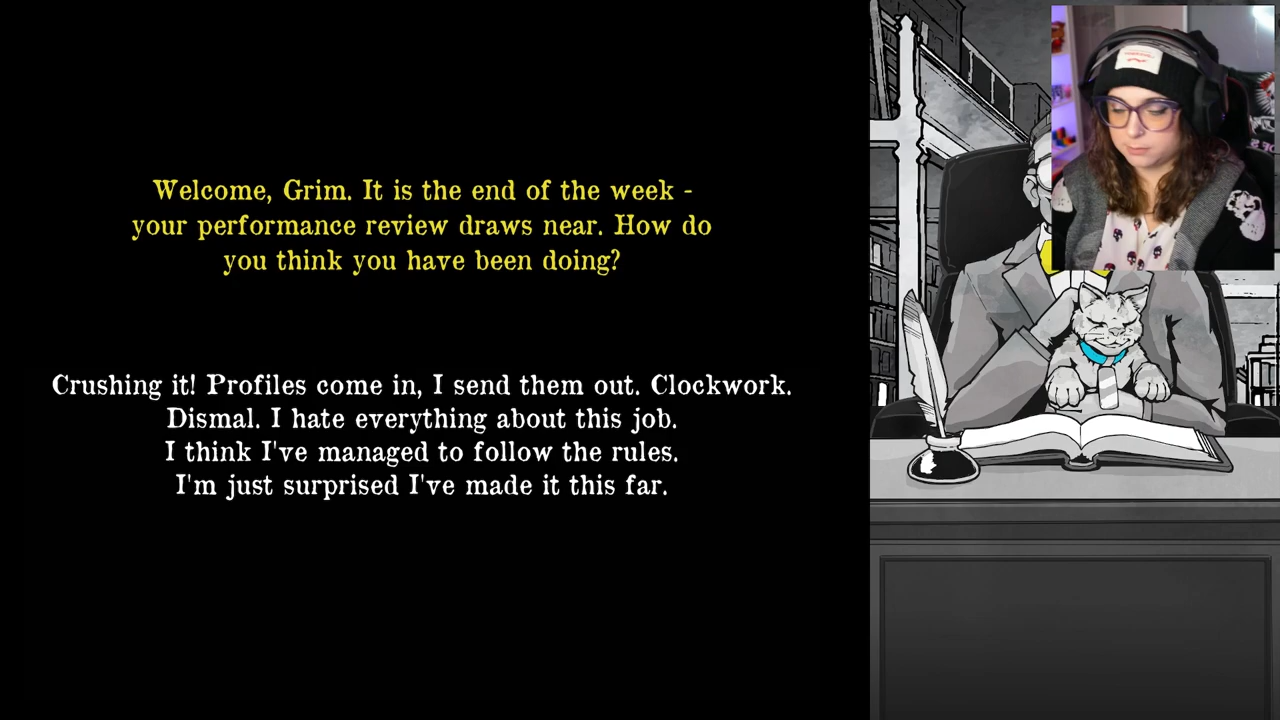 Welcome, Grim. It is the end of the week -
your performance review draws near. How do
you think you have been doing?
Crushing it! Profiles come in, I send them out. Clockwork.
Dismal. I hate everything about this job.
I think I've managed to follow the rules.
I'm just surprised I've made it this far.